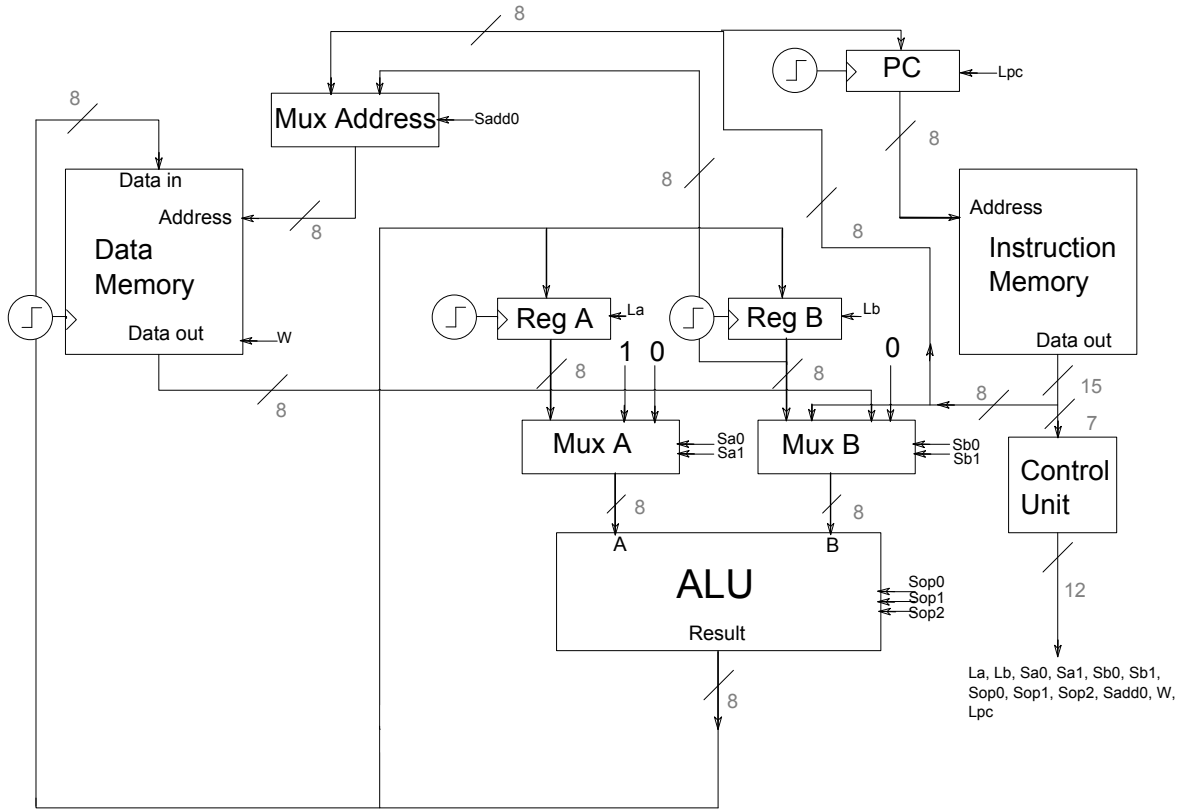 8
8
PC
Lpc
8
Mux Address
Sadd0
8
Data in
Address
8
8
8
8
Address
Data
Memory
Instruction
Memory
Data out
W
Reg A
La
Reg B
Lb
Data out
1 0
0
8
8
8
8
15
7
Mux A
Sa0
Sa1
Mux B
Sb0
Sb1
Control
Unit
8
8
A
B
ALU
Sop0
Sop1
Sop2
Result
12
8
La, Lb, Sa0, Sa1, Sb0, Sb1,
Sop0, Sop1, Sop2, Sadd0, W,
Lpc